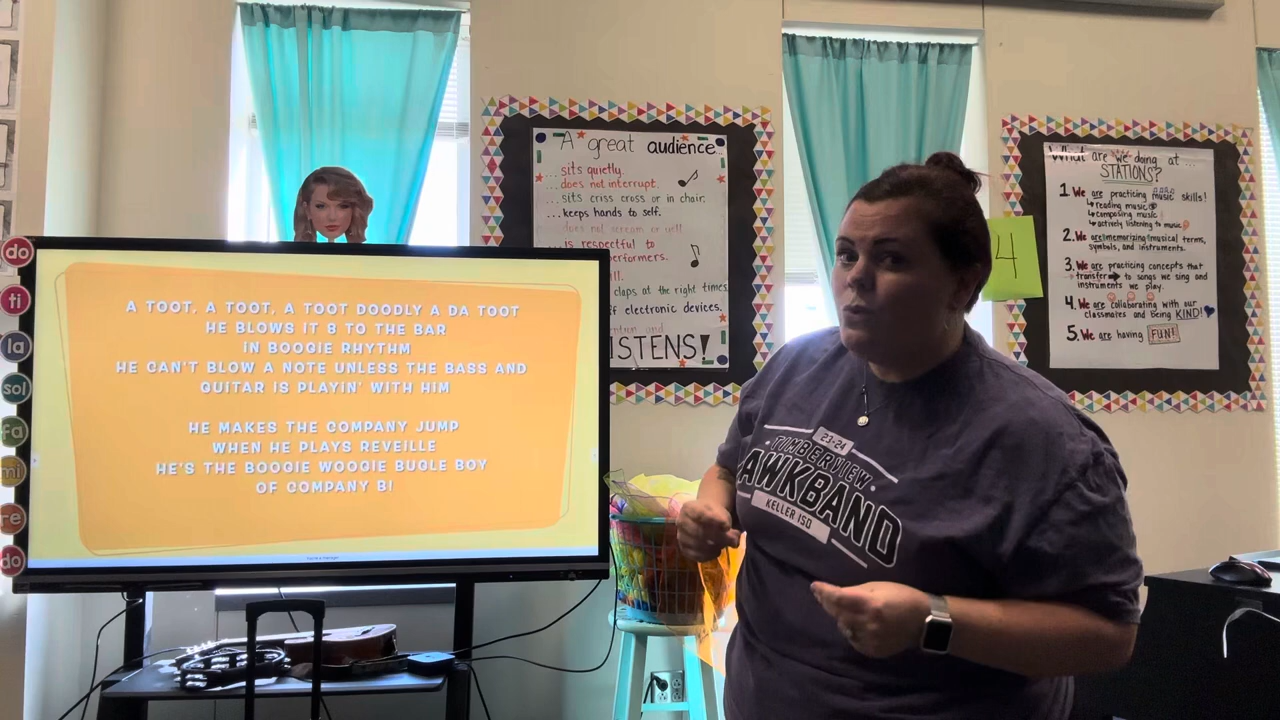 do
ti
la
sol
fa
mi
re
do
A TOOT, A TOOT, A TOOT DOODLY A DA TOOT
HE BLOWS IT 8 TO THE BAR
IN BOOGIE RHYTHM
HE CAN'T BLOW A NOTE UNLESS THE BASS AND
GUITAR IS PLAYIN' WITH HIM
HE MAKES THE COMPANY JUMP
WHEN HE PLAYS REVEILLE
HE'S THE BOOGIE WOOGIE BUGLE BOY
OF COMPANY B!
A great audience...
...sits quietly.
...does not interrupt.
...sits criss cross or in chair.
...keeps hands to self.
...does not scream or yell.
...is respectful to
performers.
claps at the right times
electronic devices.
ISTENS!
4
What are we doing at...
STATIONS?
1. We are practicing music skills!
reading music
composing music
actively listening to music
2. We are memorizing musical terms,
symbols, and instruments.
3. We are practicing concepts that
transfer to songs we sing and
instruments we play.
4. We are collaborating with our
classmates and being KIND!
5. We are having FUN!
23-24
TIMBERVIEW
AWKBAND
KELLER ISD